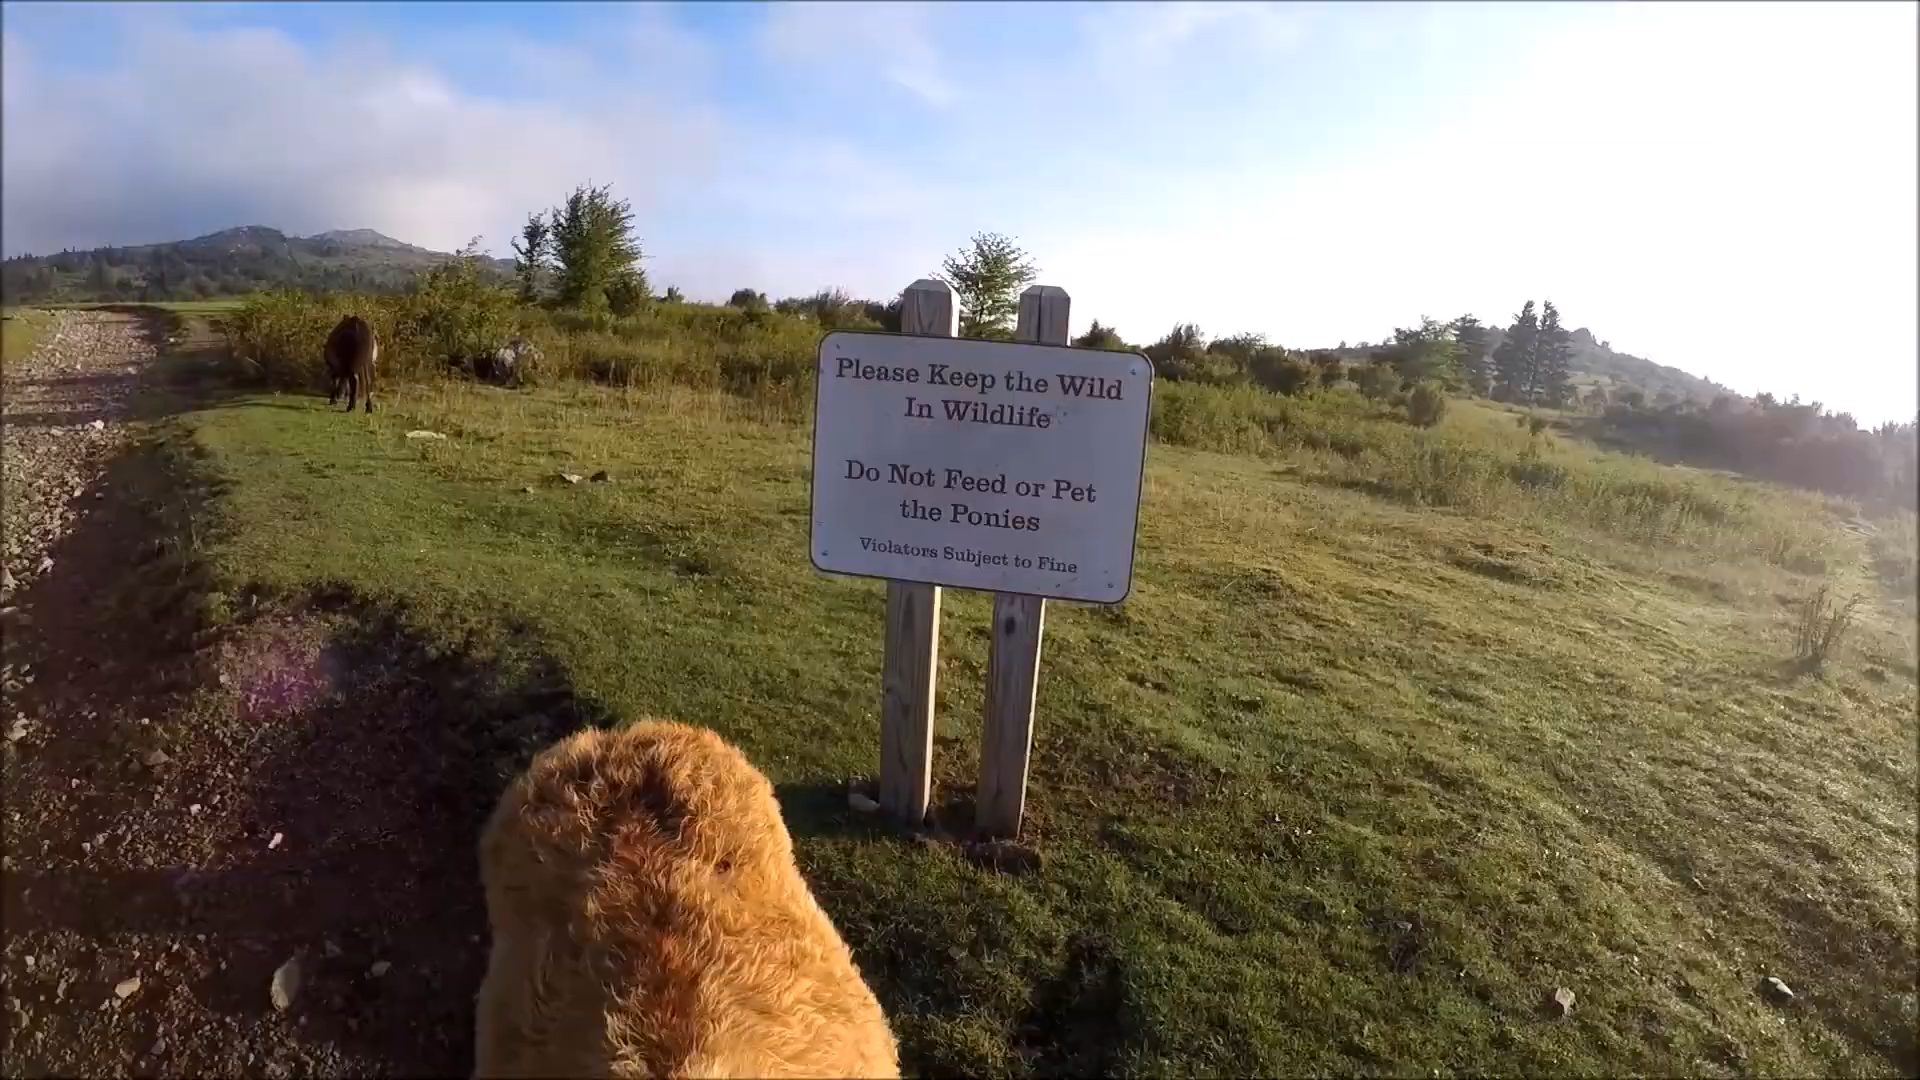 Please Keep the Wild
In Wildlife
Do Not Feed or Pet
the Ponies
Violators Subject to Fine